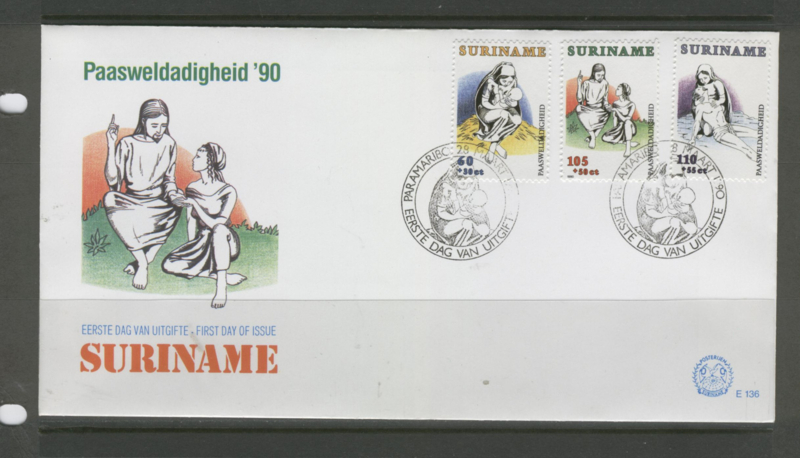 Paasweldadigheid '90
SURINAME
60
+30 ct
PAASWELDADIGHEID
SURINAME
105
+50 ct
PAASWELDADIGHEID
SURINAME
110
+55 ct
PAASWELDADIGHEID
PARAMARIBO
EERSTE DAG VAN UITGIFTE
MAART
EERSTE DAG VAN UITGIFTE
EERSTE DAG VAN UITGIFTE - FIRST DAY OF ISSUE
SURINAME
E 136